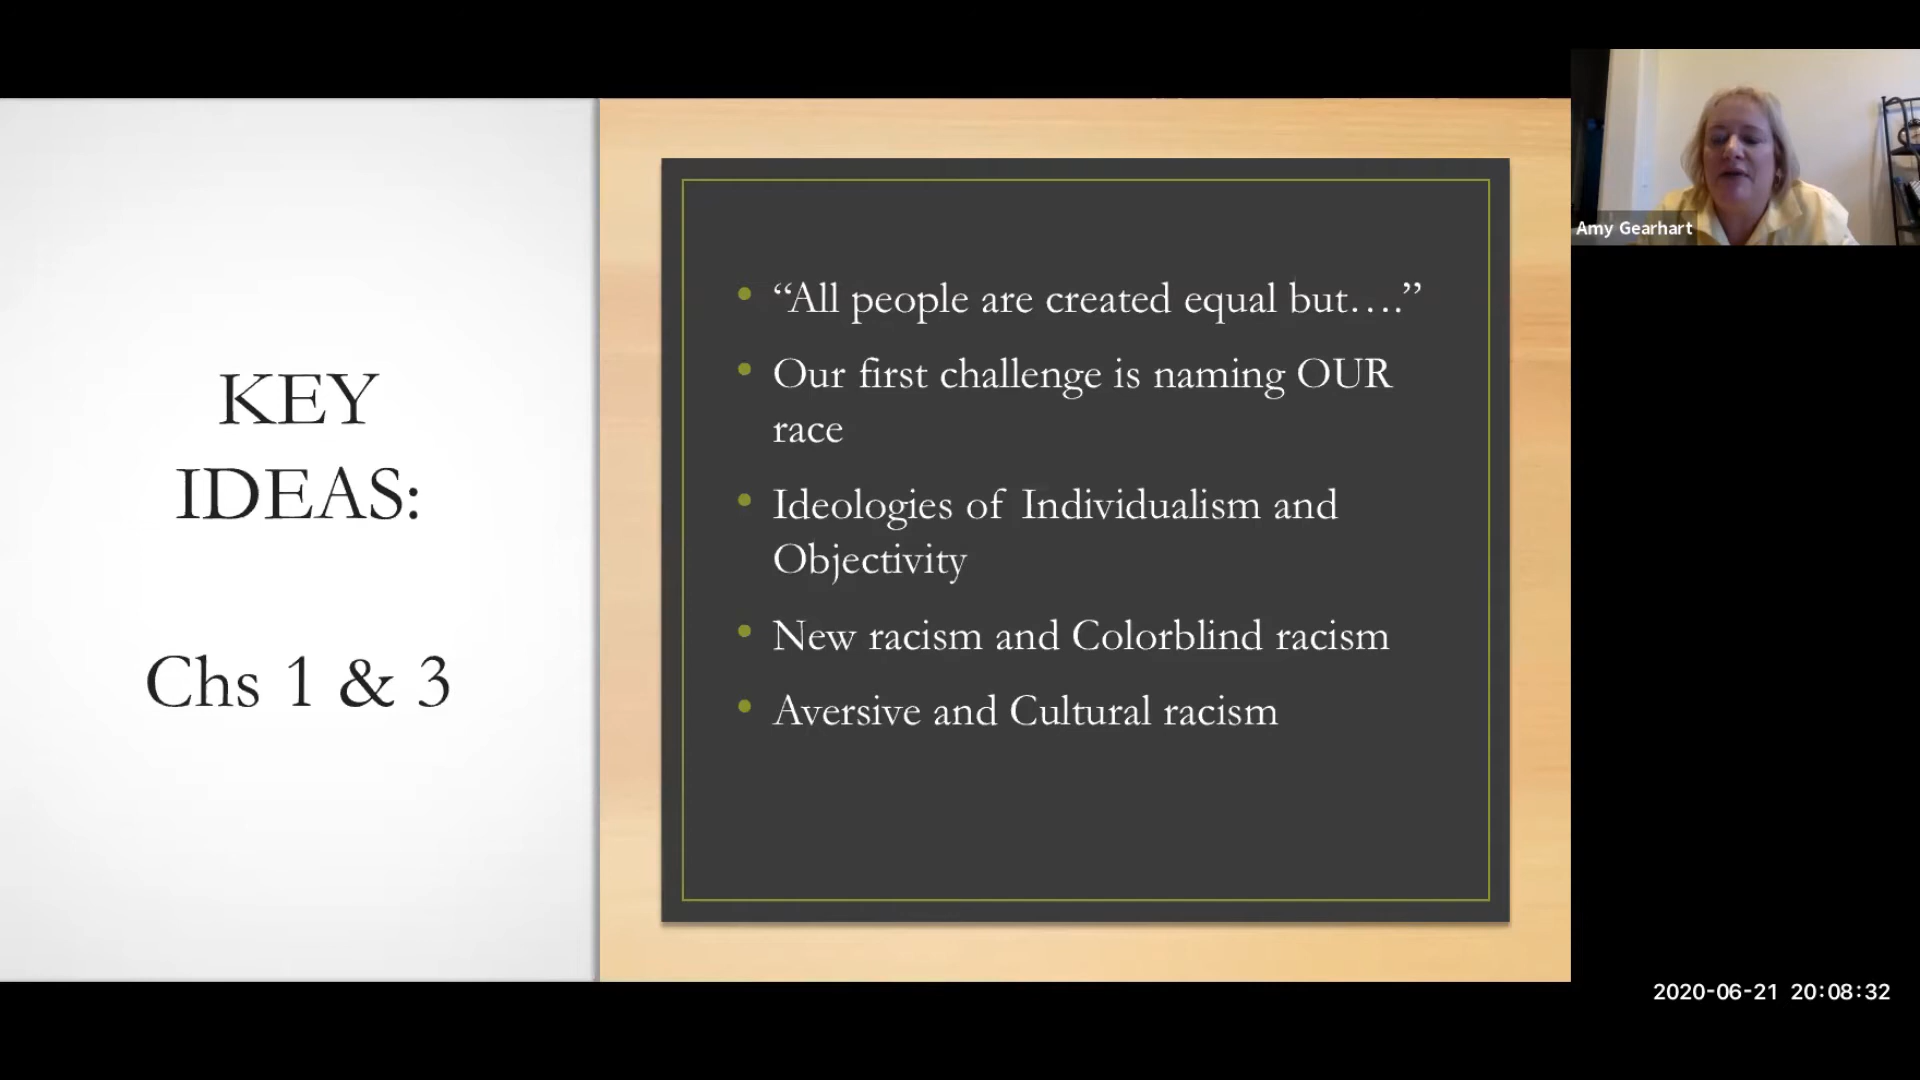 KEY
IDEAS:
Chs 1 & 3
“All people are created equal but….”
Our first challenge is naming OUR
race
Ideologies of Individualism and
Objectivity
New racism and Colorblind racism
Aversive and Cultural racism
Amy Gearhart
2020-06-21 20:08:32